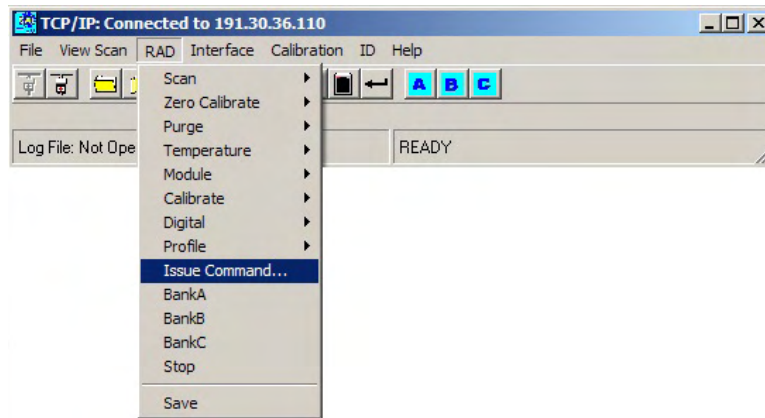 TCP/IP: Connected to 191.30.36.110
File View Scan RAD Interface Calibration ID Help
A B C
Log File: Not Ope
READY
Scan
Zero Calibrate
Purge
Temperature
Module
Calibrate
Digital
Profile
Issue Command...
BankA
BankB
BankC
Stop
Save